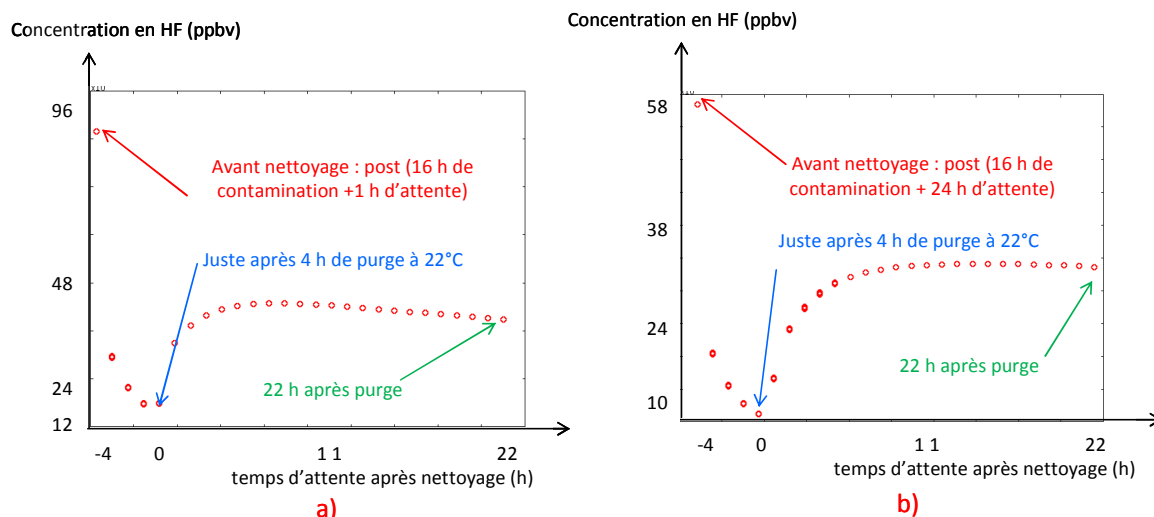 Concentration en HF (ppbv)
96
48
24
12
Avant nettoyage : post (16 h de
contamination +1 h d'attente)
Juste après 4 h de purge à 22°C
22 h après purge
-4 0 1 1 22
temps d'attente après nettoyage (h)
a)
Concentration en HF (ppbv)
58
38
24
10
Avant nettoyage : post (16 h de
contamination + 24 h d'attente)
Juste après 4 h de purge à 22°C
22 h après purge
-4 0 1 1 22
temps d'attente après nettoyage (h)
b)